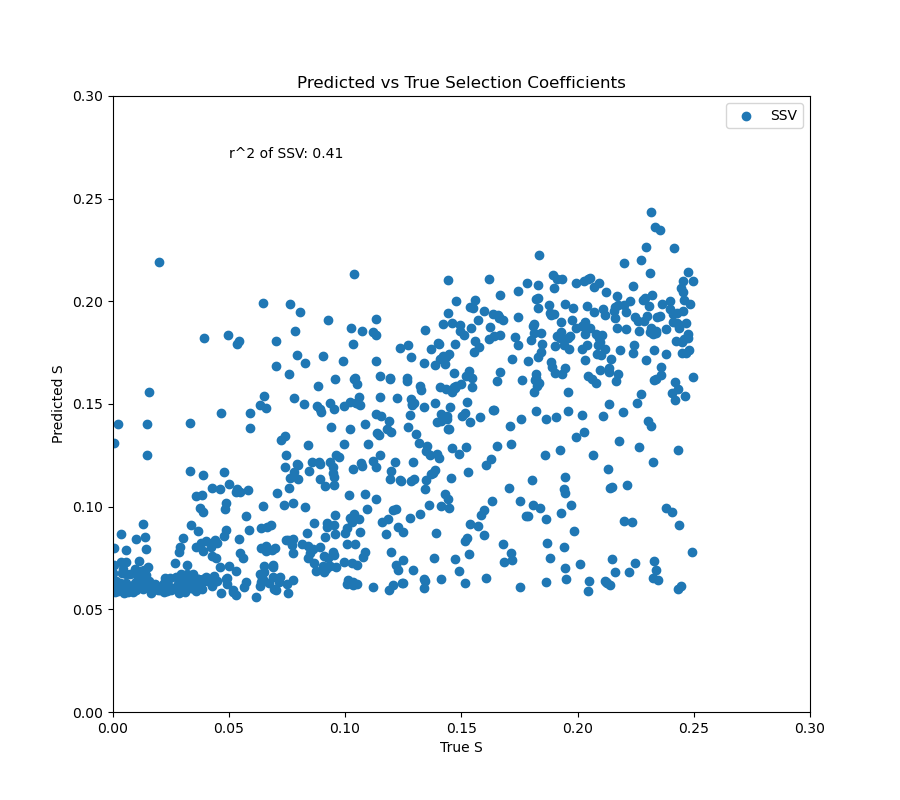 Predicted vs True Selection Coefficients
SSV
r^2 of SSV: 0.41
Predicted S
0.30
0.25
0.20
0.15
0.10
0.05
0.00
0.00 0.05 0.10 0.15 0.20 0.25 0.30
True S